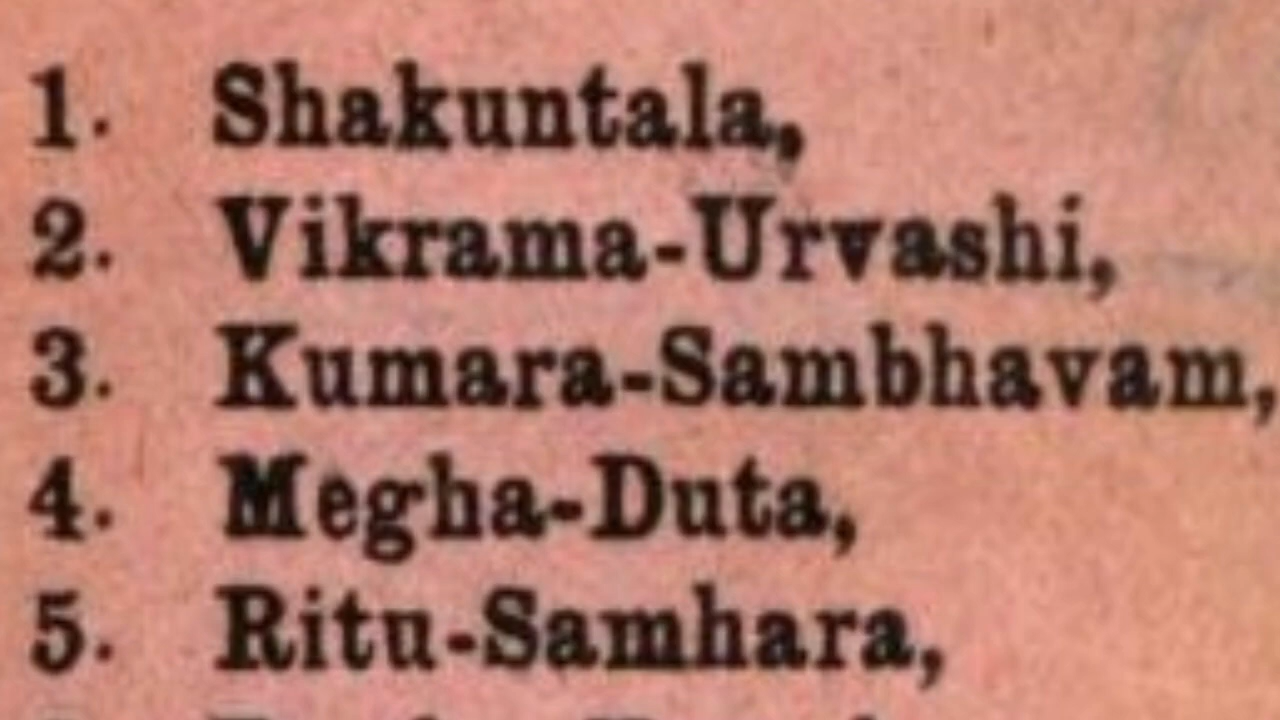 1. Shakuntala,
2. Vikrama-Urvashi,
3. Kumara-Sambhavam,
4. Megha-Duta,
5. Ritu-Samhara,